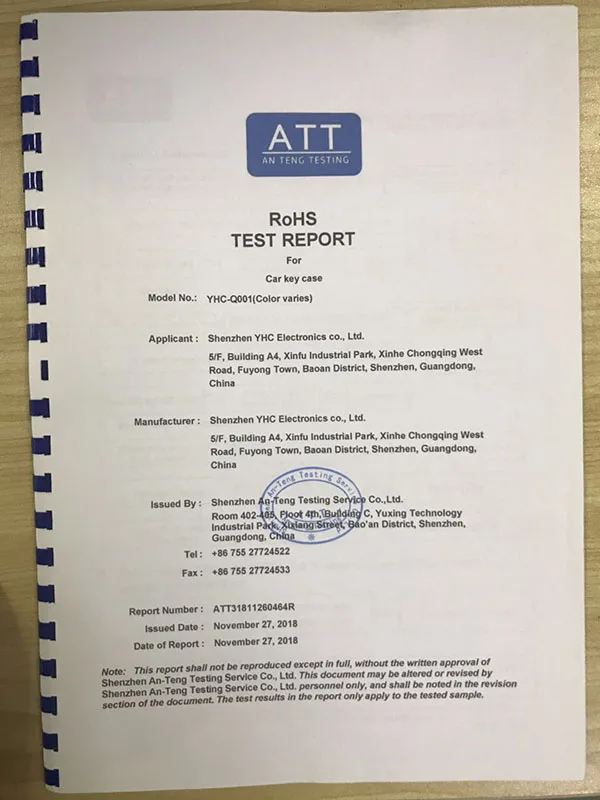 ATT
AN TENG TESTING
RoHS
TEST REPORT
For
Car key case
Model No.: YHC-Q001(Color varies)
Applicant : Shenzhen YHC Electronics co., Ltd.
5/F, Building A4, Xinfu Industrial Park, Xinhe Chongqing West
Road, Fuyong Town, Baoan District, Shenzhen, Guangdong,
China
Manufacturer : Shenzhen YHC Electronics co., Ltd.
5/F, Building A4, Xinfu Industrial Park, Xinhe Chongqing West
Road, Fuyong Town, Baoan District, Shenzhen, Guangdong,
China
An-Teng Testing
Issued By : Shenzhen An-Teng Testing Service Co.,Ltd.
Room 402-405, Floor 4th, Building C, Yuxing Technology
Industrial Park, Xixiang Street, Bao'an District, Shenzhen,
Guangdong, China
Tel : +86 755 27724522
Fax : +86 755 27724533
Report Number : ATT31811260464R
Issued Date : November 27, 2018
Date of Report : November 27, 2018
Note: This report shall not be reproduced except in full, without the written approval of
Shenzhen An-Teng Testing Service Co., Ltd. This document may be altered or revised by
Shenzhen An-Teng Testing Service Co., Ltd. personnel only, and shall be noted in the revision
section of the document. The test results in the report only apply to the tested sample.